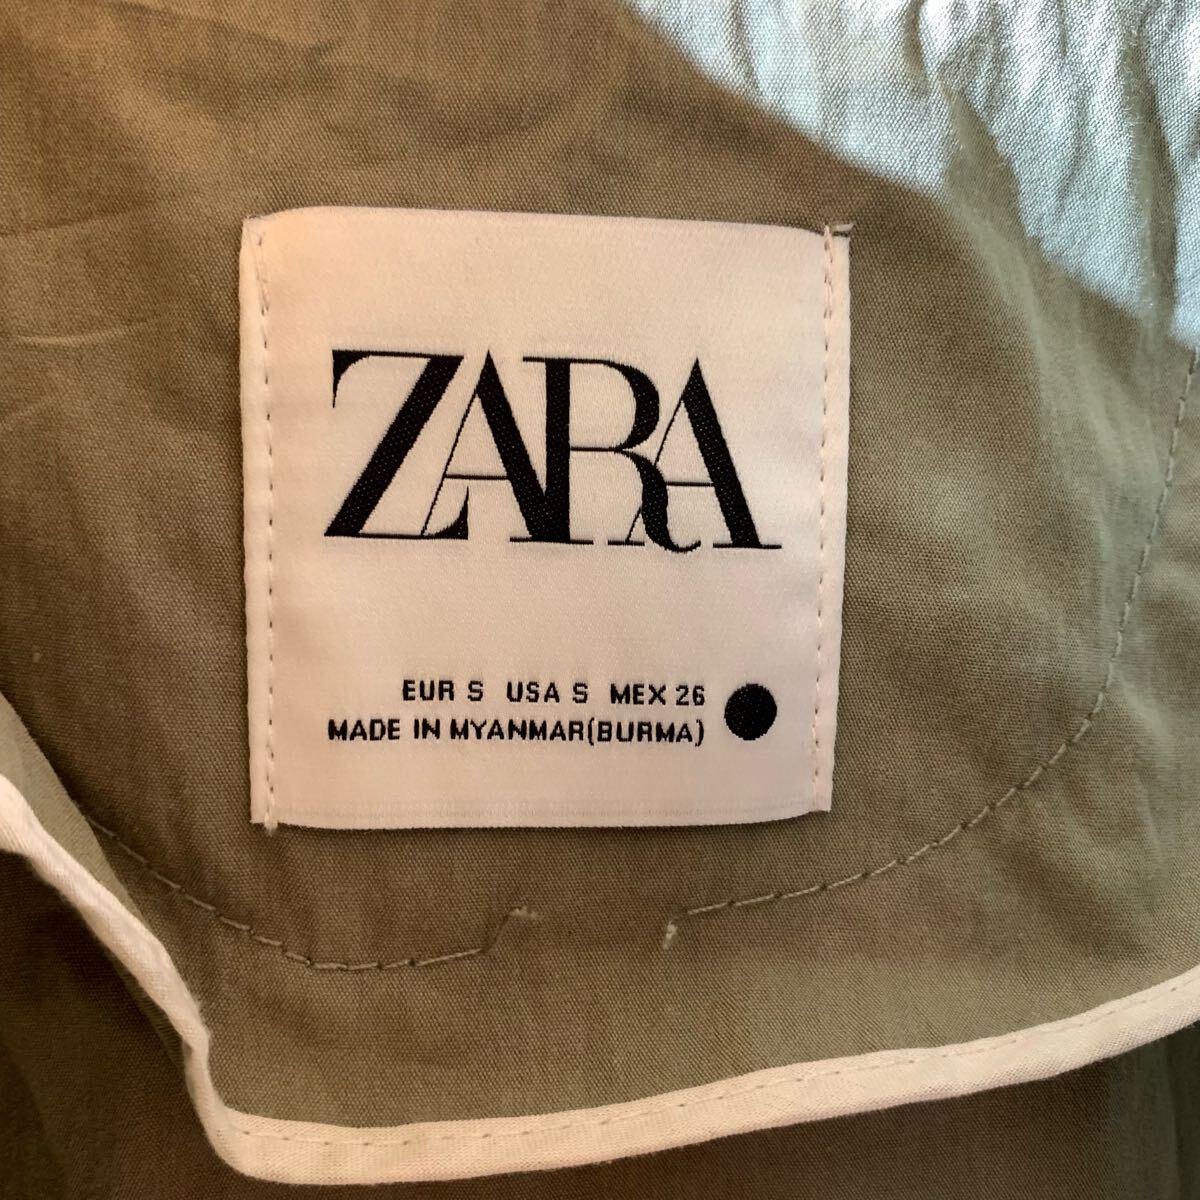 ZARA
EUR S USA S MEX 26
MADE IN MYANMAR(BURMA)